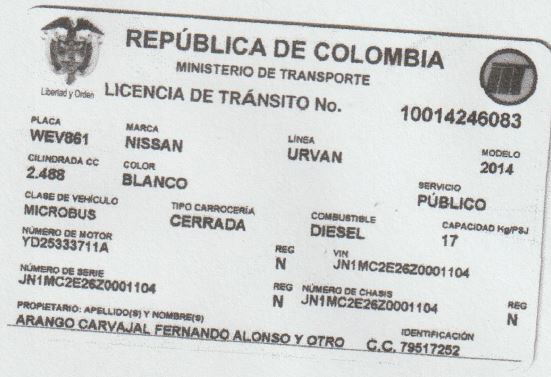 REPÚBLICA DE COLOMBIA
MINISTERIO DE TRANSPORTE
Libertad y Orden
LICENCIA DE TRÁNSITO No. 10014246083
PLACA MARCA LÍNEA MODELO
WEV861 NISSAN URVAN 2014
CILINDRADA CC COLOR SERVICIO
2.488 BLANCO PÚBLICO
CLASE DE VEHÍCULO TIPO CARROCERÍA COMBUSTIBLE CAPACIDAD Kg/PSJ
MICROBUS CERRADA DIESEL 17
NÚMERO DE MOTOR REG VIN
YD25333711A N JN1MC2E26Z0001104
NÚMERO DE SERIE REG NÚMERO DE CHASIS REG
JN1MC2E26Z0001104 N JN1MC2E26Z0001104 N
PROPIETARIO: APELLIDO(S) Y NOMBRE(S) IDENTIFICACIÓN
ARANGO CARVAJAL FERNANDO ALONSO Y OTRO C.C. 79517252